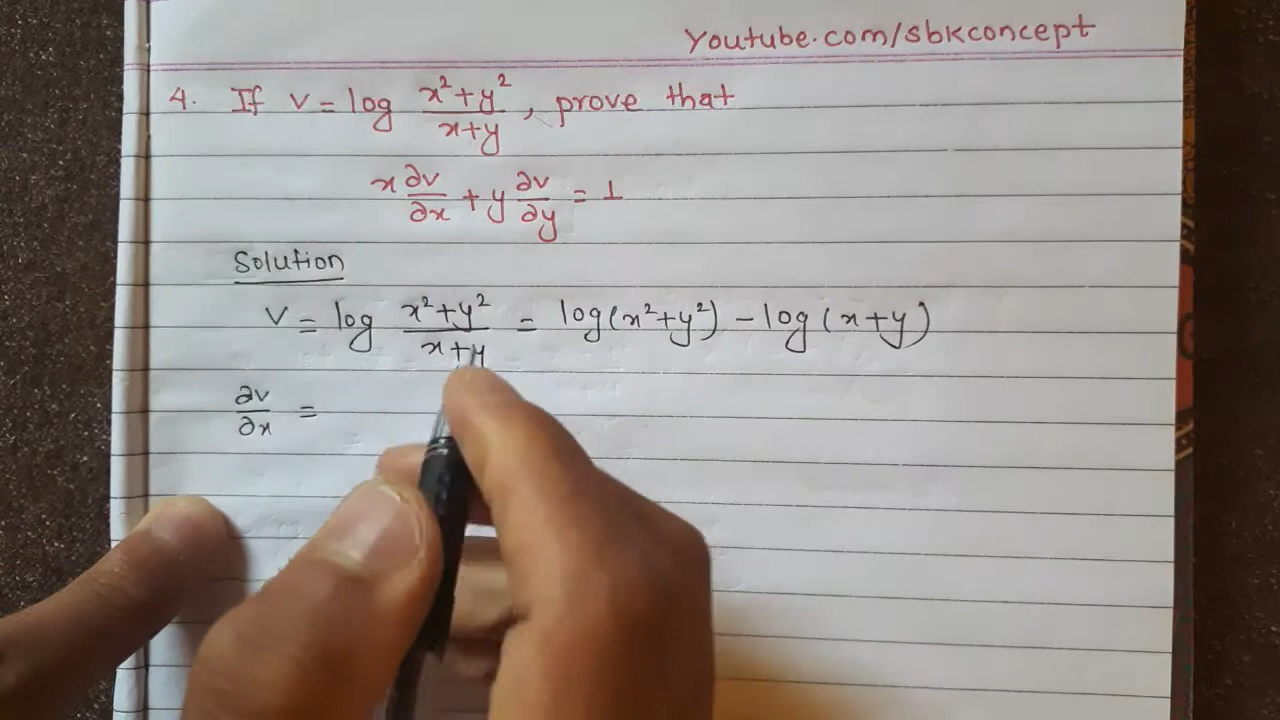 Youtube.com/sbkconcept
4. If v = log (x²+y²)/(x+y), prove that
x ∂v/∂x + y ∂v/∂y = 1
Solution
v = log (x²+y²)/(x+y) = log(x²+y²) - log(x+y)
∂v/∂x =